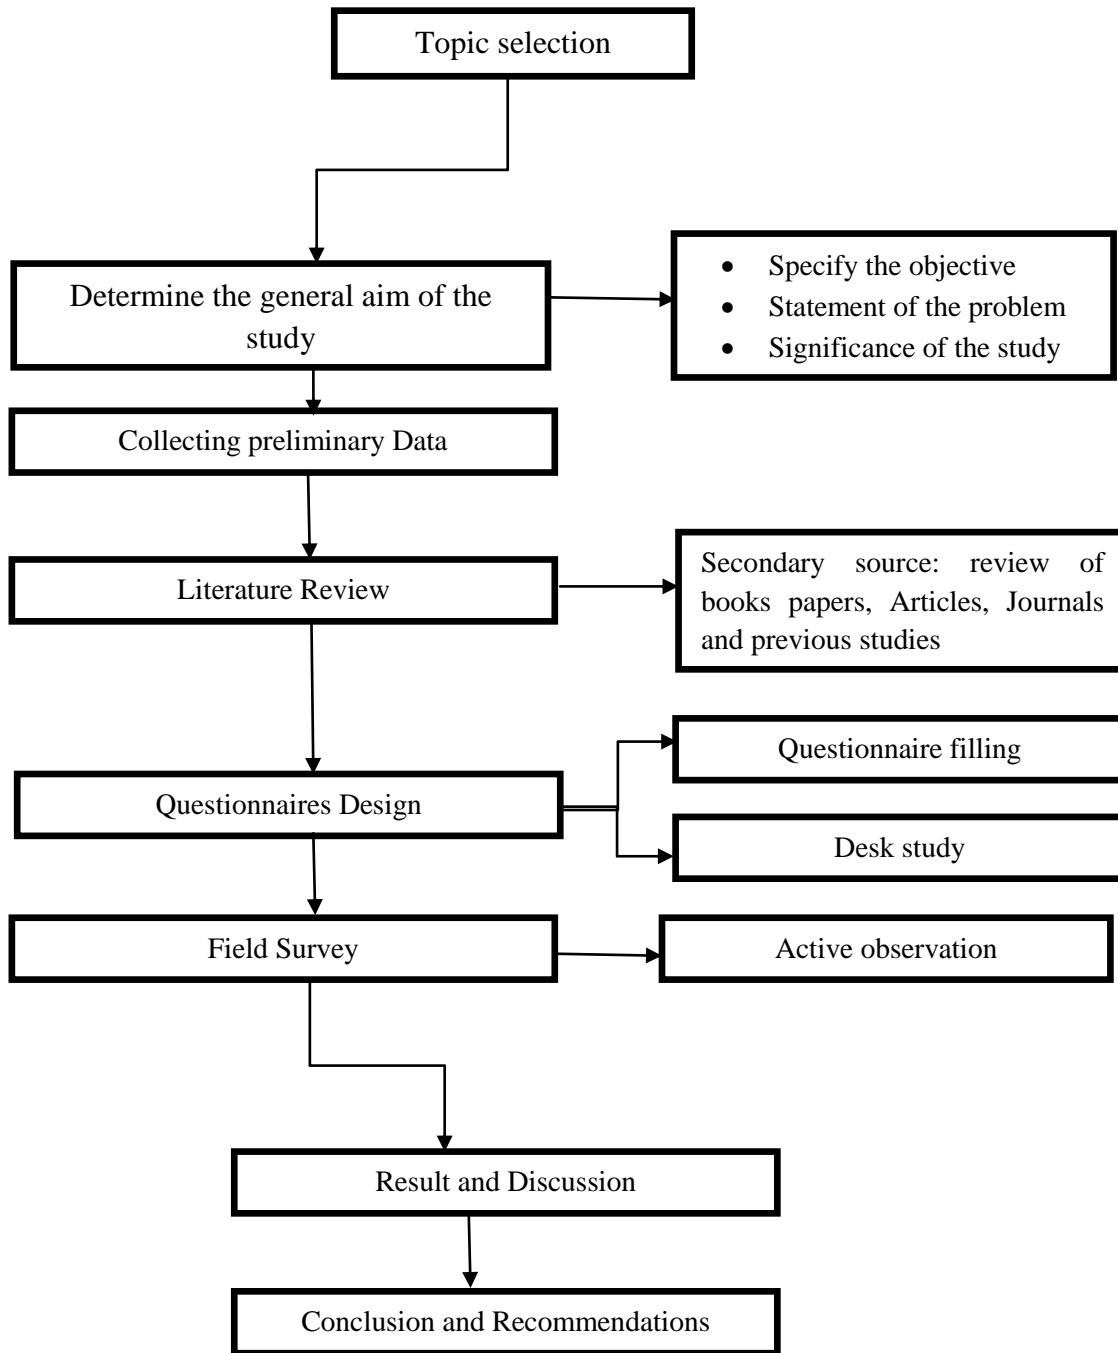 Topic selection
Determine the general aim of the
study
• Specify the objective
• Statement of the problem
• Significance of the study
Collecting preliminary Data
Literature Review
Secondary source: review of
books papers, Articles, Journals
and previous studies
Questionnaire filling
Questionnaires Design
Desk study
Field Survey
Active observation
Result and Discussion
Conclusion and Recommendations